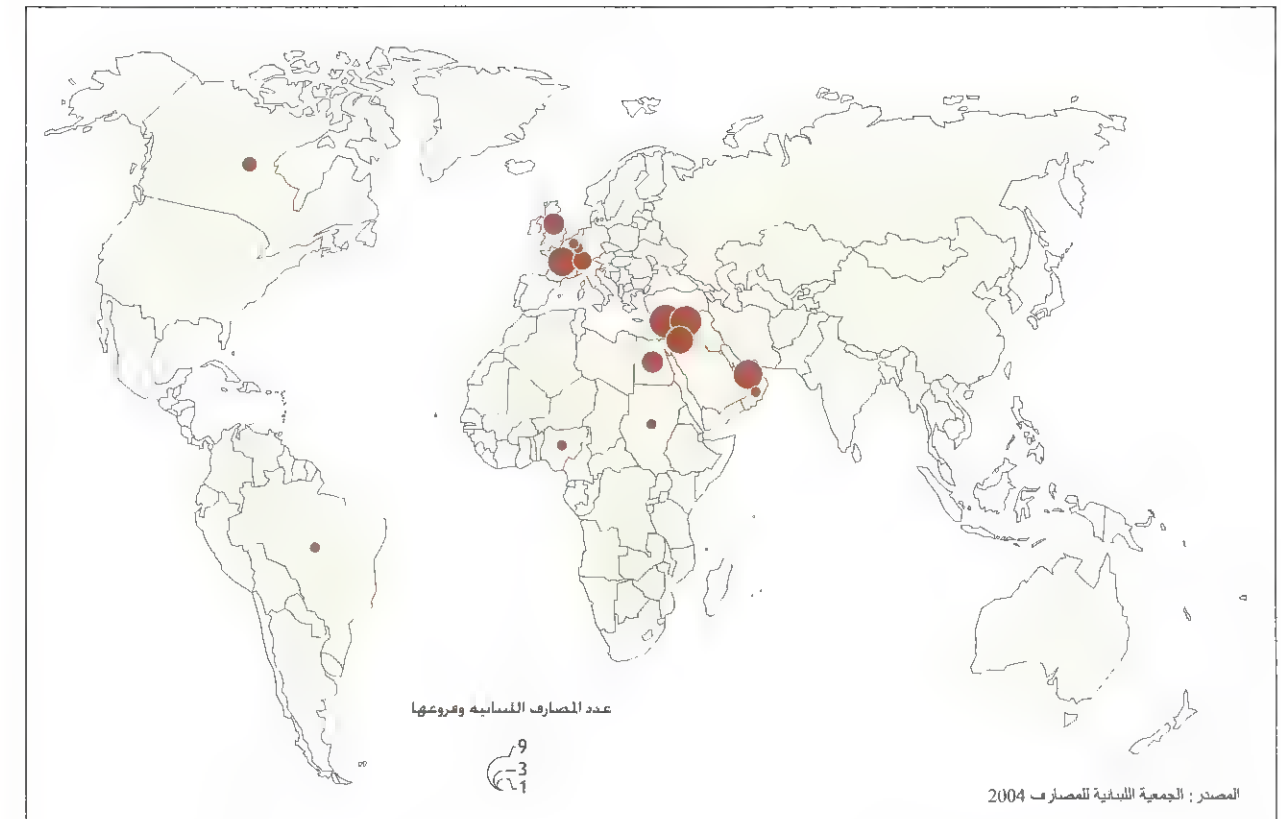 عدد المصارف اللبنانية وفروعها
9
3
1
المصدر : الجمعية اللبنانية للمصارف 2004